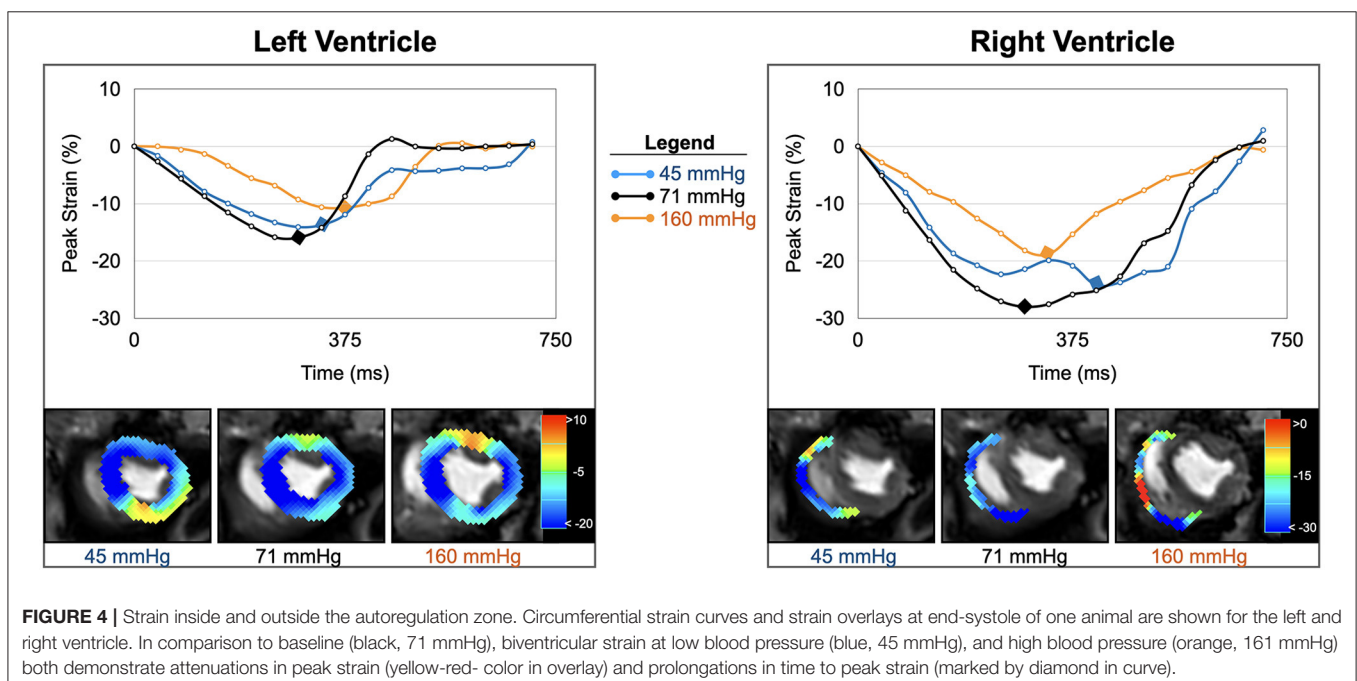 Left Ventricle
Right Ventricle
10
0
-10
-20
-30
Peak Strain (%)
0
375
750
Time (ms)
Legend
45 mmHg
71 mmHg
160 mmHg
10
0
-10
-20
-30
Peak Strain (%)
0
375
750
Time (ms)
>10
-5
< -20
45 mmHg
71 mmHg
160 mmHg
>0
-15
< -30
45 mmHg
71 mmHg
160 mmHg
FIGURE 4 | Strain inside and outside the autoregulation zone. Circumferential strain curves and strain overlays at end-systole of one animal are shown for the left and
right ventricle. In comparison to baseline (black, 71 mmHg), biventricular strain at low blood pressure (blue, 45 mmHg), and high blood pressure (orange, 161 mmHg)
both demonstrate attenuations in peak strain (yellow-red- color in overlay) and prolongations in time to peak strain (marked by diamond in curve).